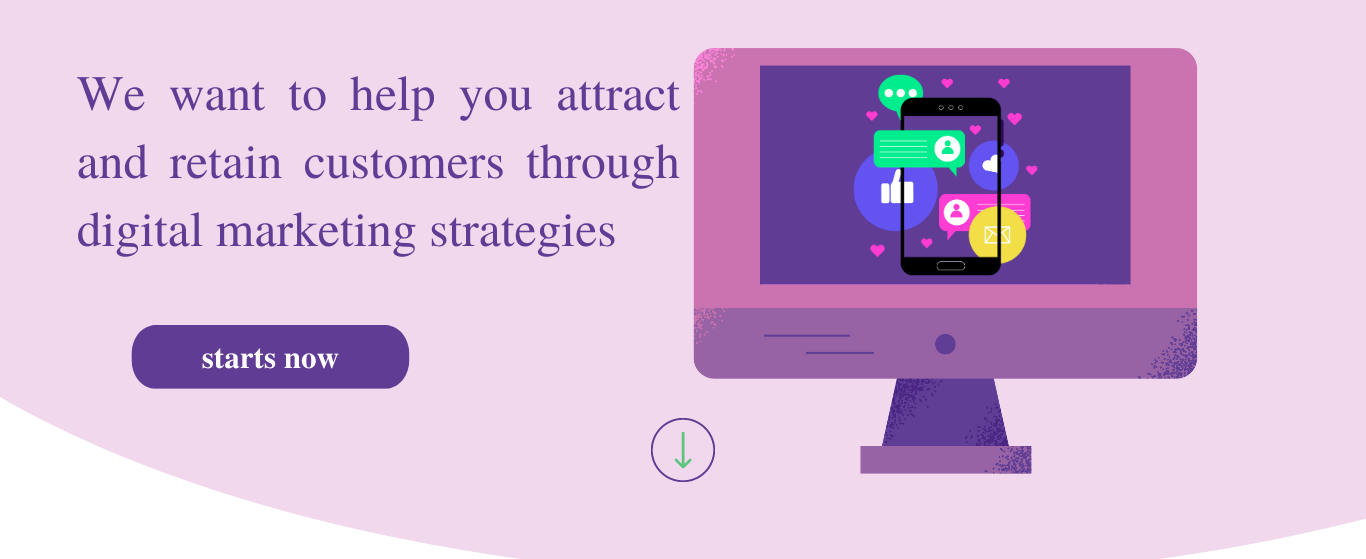 We want to help you attract
and retain customers through
digital marketing strategies
starts now